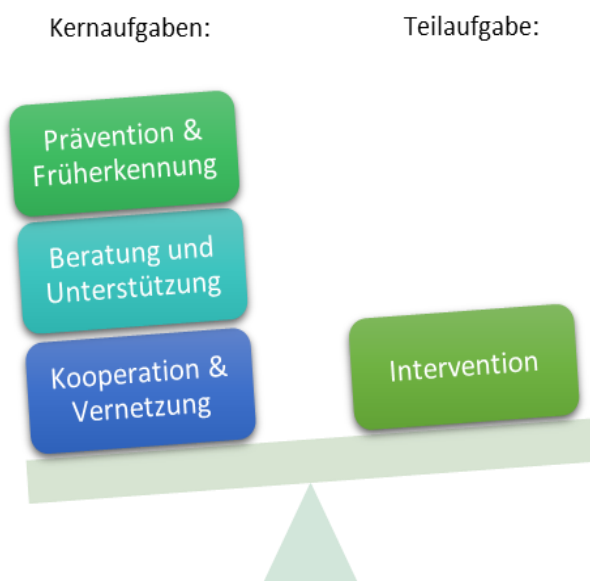 Kernaufgaben:
Teilaufgabe:
Prävention &
Früherkennung
Beratung und
Unterstützung
Kooperation &
Vernetzung
Intervention